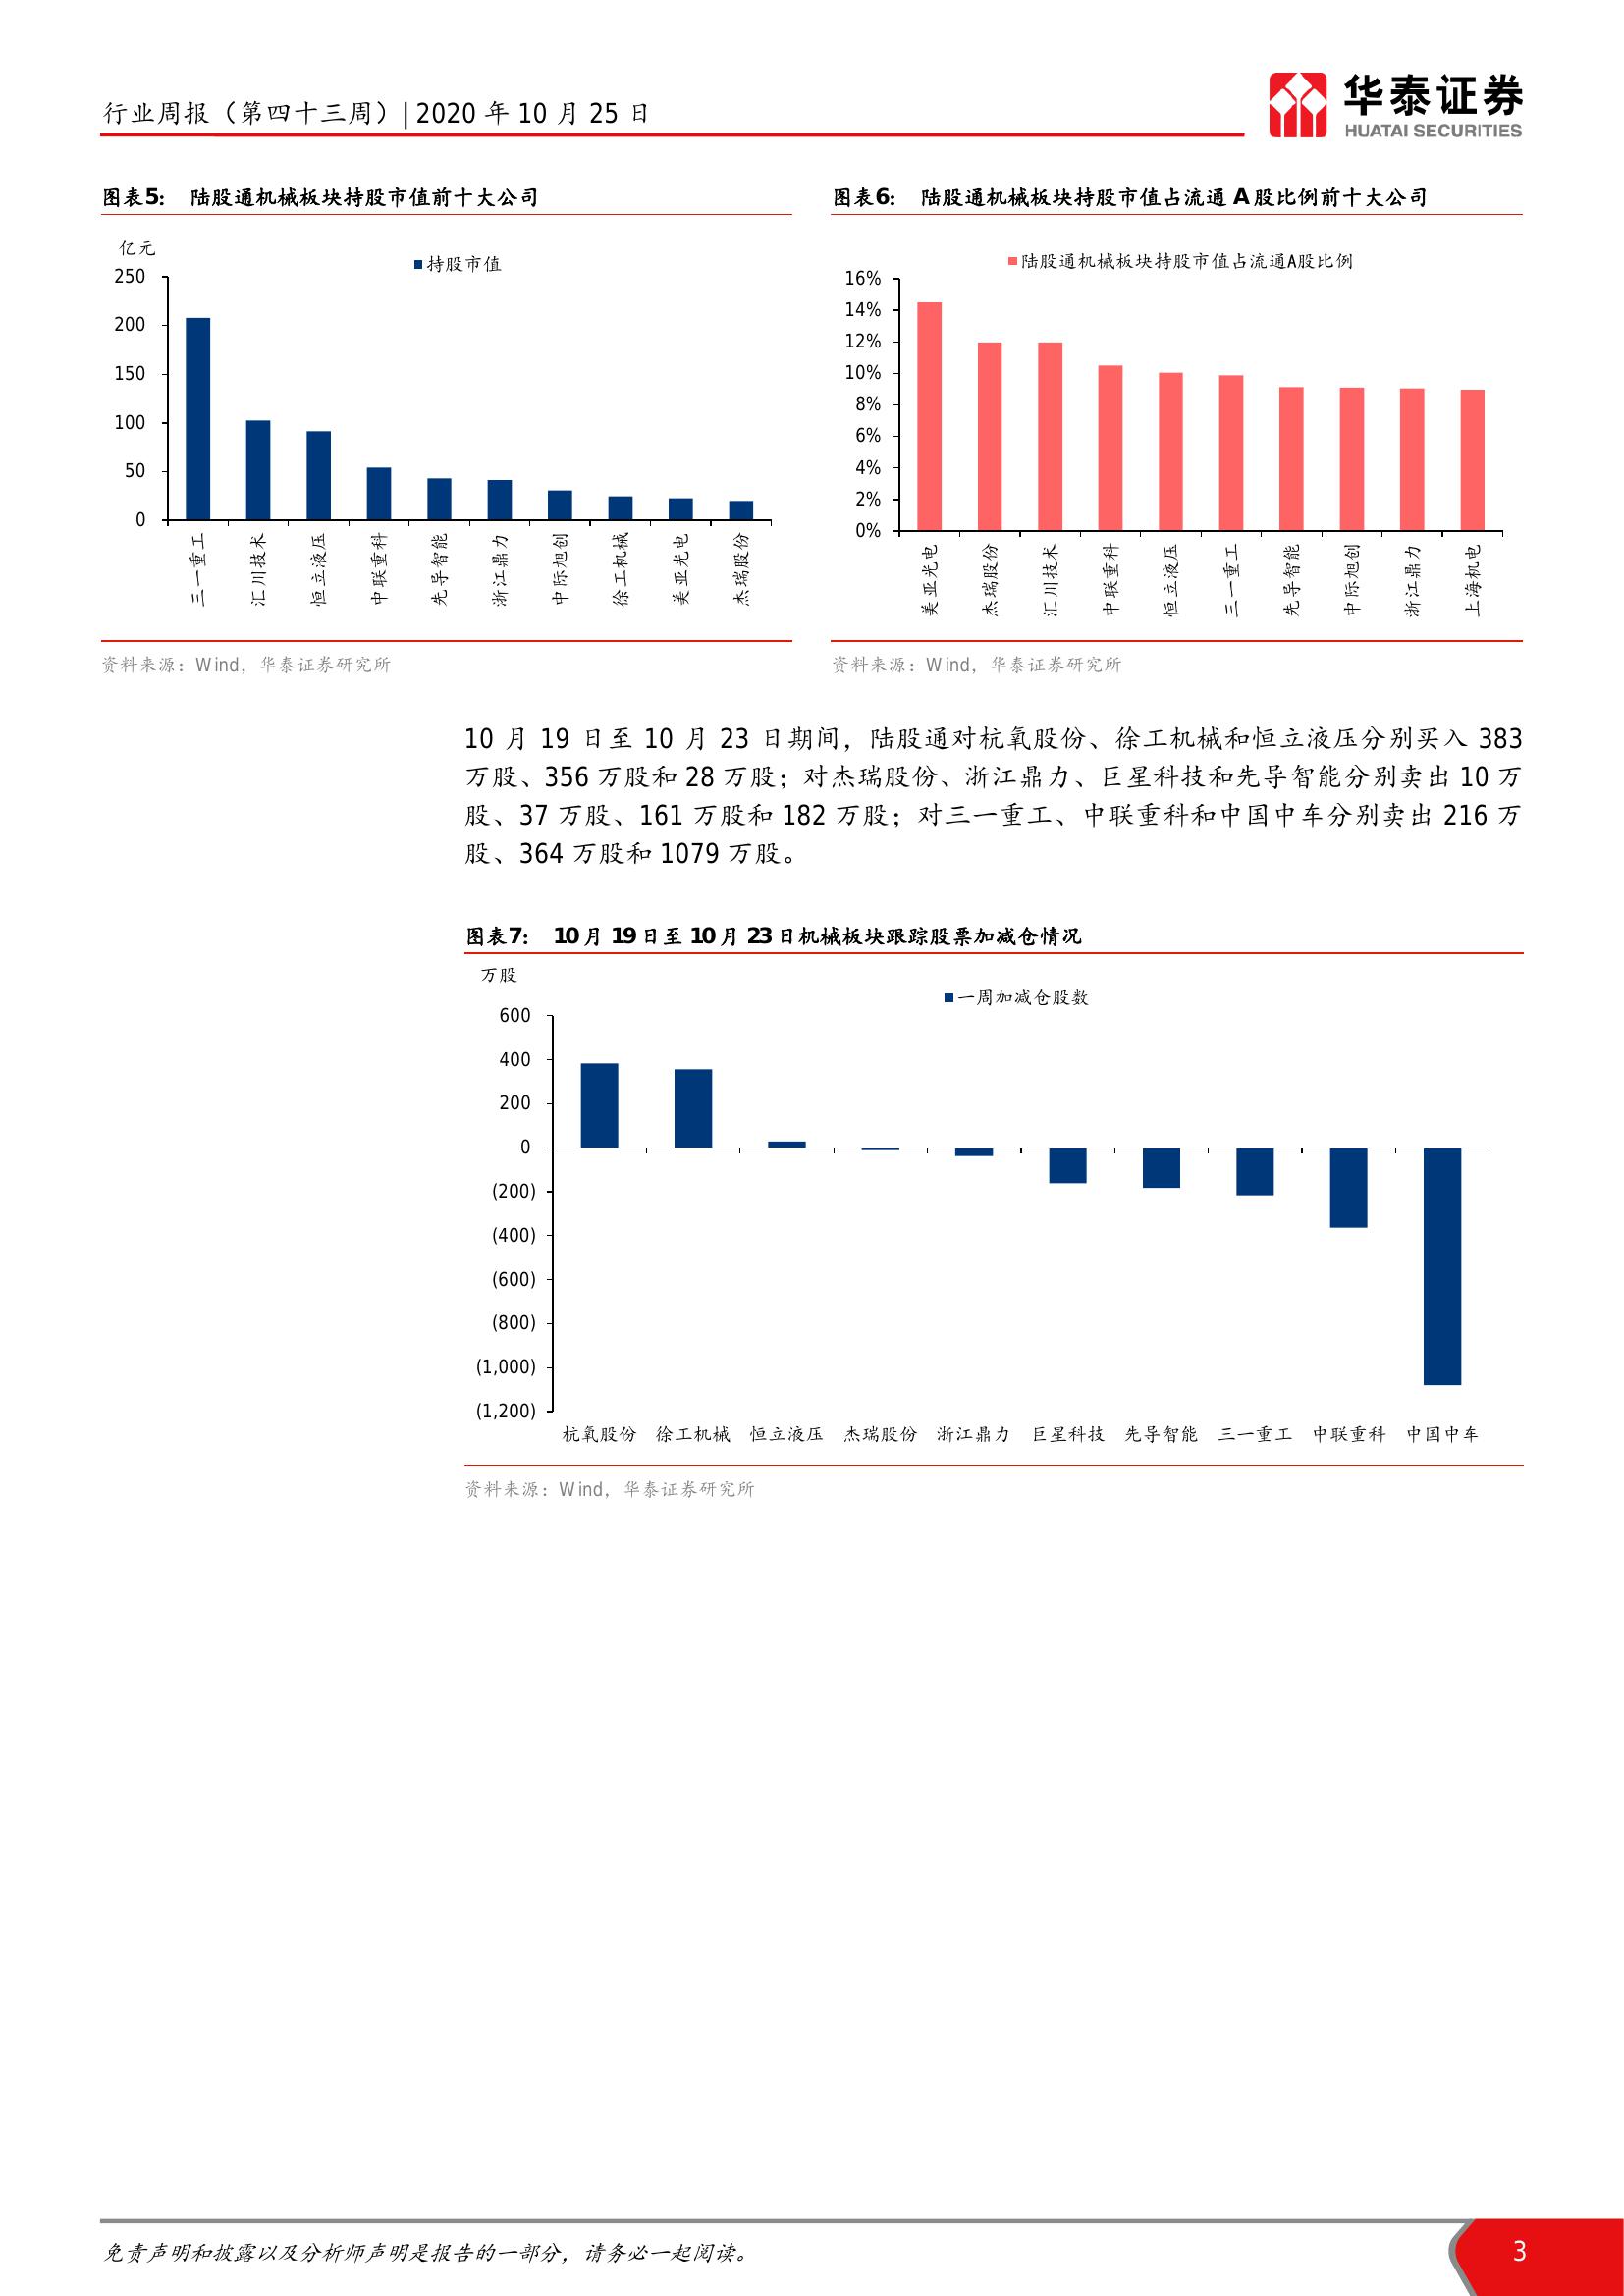 行业周报（第四十三周）| 2020 年 10 月 25 日
华泰证券
HUATAI SECURITIES
图表5： 陆股通机械板块持股市值前十大公司
亿元
持股市值
250
200
150
100
50
0
三一重工
汇川技术
恒立液压
中联重科
先导智能
浙江鼎力
中际旭创
徐工机械
美亚光电
杰瑞股份
资料来源：Wind，华泰证券研究所
图表6： 陆股通机械板块持股市值占流通 A 股比例前十大公司
陆股通机械板块持股市值占流通A股比例
16%
14%
12%
10%
8%
6%
4%
2%
0%
美亚光电
杰瑞股份
汇川技术
中联重科
恒立液压
三一重工
先导智能
中际旭创
浙江鼎力
上海机电
资料来源：Wind，华泰证券研究所
10 月 19 日至 10 月 23 日期间，陆股通对杭氧股份、徐工机械和恒立液压分别买入 383
万股、356 万股和 28 万股；对杰瑞股份、浙江鼎力、巨星科技和先导智能分别卖出 10 万
股、37 万股、161 万股和 182 万股；对三一重工、中联重科和中国中车分别卖出 216 万
股、364 万股和 1079 万股。
图表7： 10 月 19 日至 10 月 23 日机械板块跟踪股票加减仓情况
万股
一周加减仓股数
600
400
200
0
(200)
(400)
(600)
(800)
(1,000)
(1,200)
杭氧股份 徐工机械 恒立液压 杰瑞股份 浙江鼎力 巨星科技 先导智能 三一重工 中联重科 中国中车
资料来源：Wind，华泰证券研究所
免责声明和披露以及分析师声明是报告的一部分，请务必一起阅读。
3